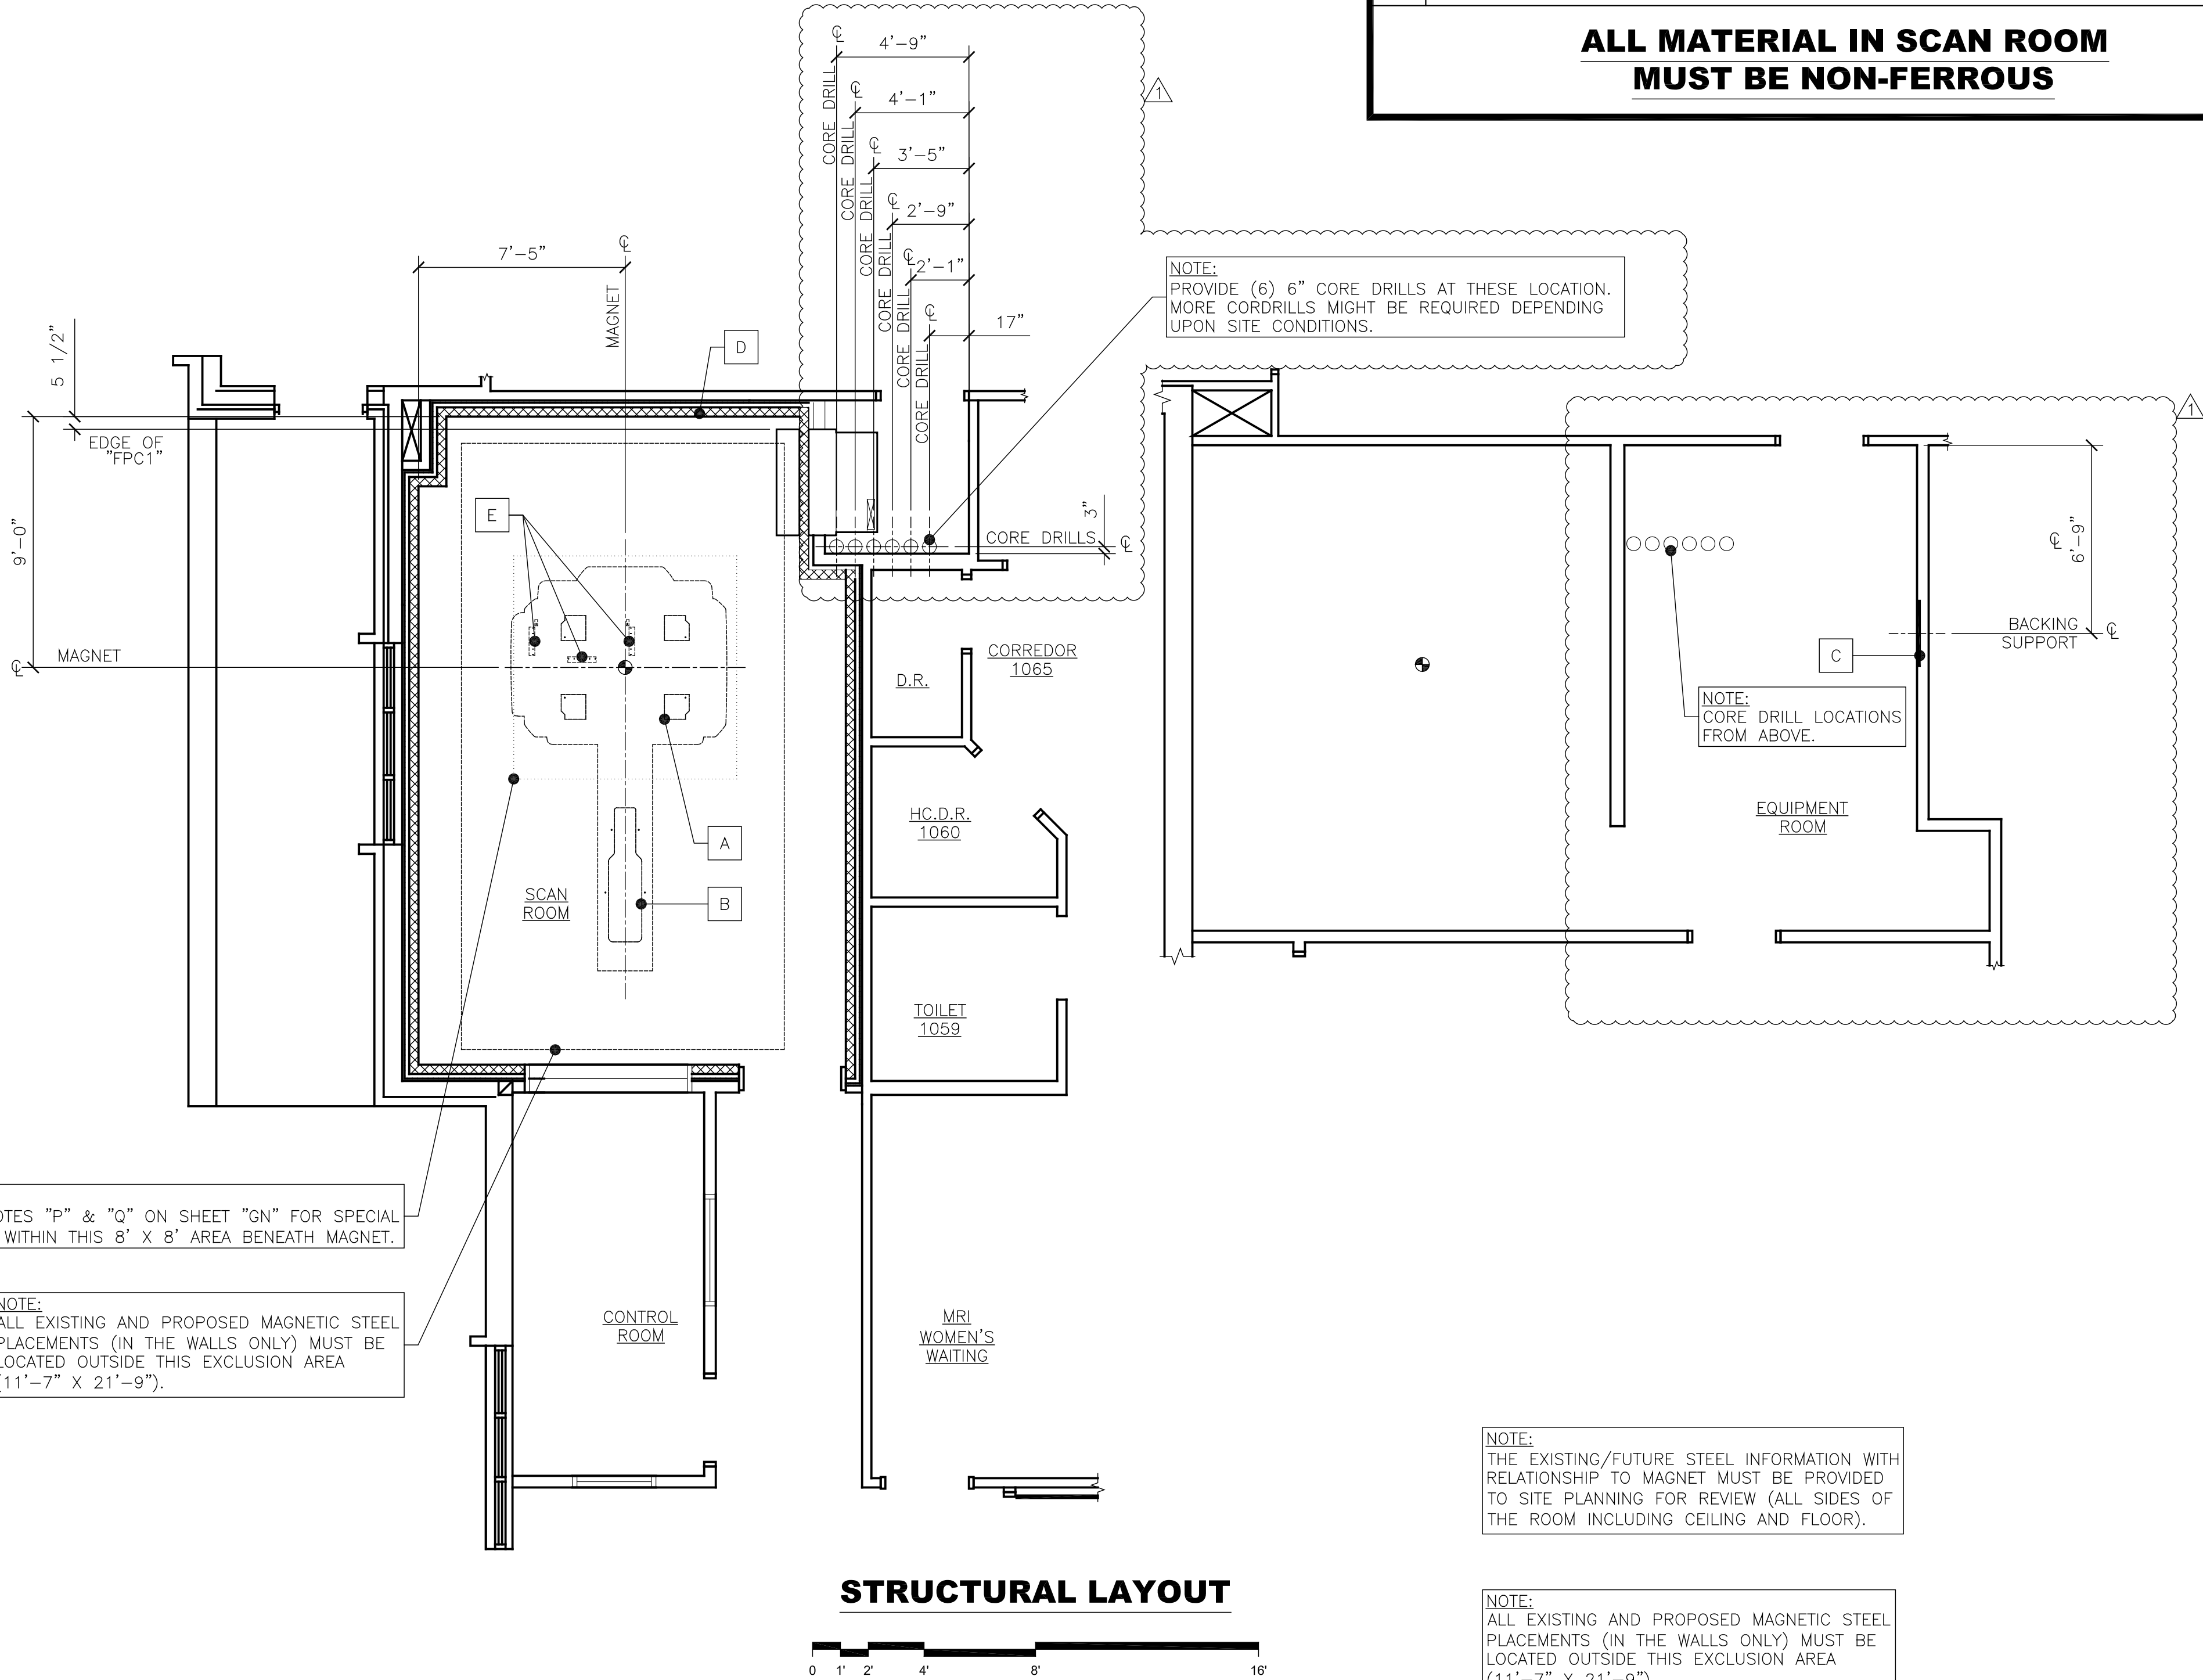 ALL MATERIAL IN SCAN ROOM
MUST BE NON-FERROUS
℄
4'-9"
CORE DRILL
℄
4'-1"
CORE DRILL
℄
3'-5"
CORE DRILL
℄
2'-9"
CORE DRILL
℄
2'-1"
CORE DRILL
℄
17"
CORE DRILL
1
NOTE:
PROVIDE (6) 6" CORE DRILLS AT THESE LOCATION.
MORE CORDRILLS MIGHT BE REQUIRED DEPENDING
UPON SITE CONDITIONS.
7'-5"
℄
MAGNET
D
5 1/2"
EDGE OF
"FPC1"
9'-0"
℄
MAGNET
E
3"
CORE DRILLS
℄
1
6'-9"
℄
BACKING
SUPPORT
℄
C
NOTE:
CORE DRILL LOCATIONS
FROM ABOVE.
EQUIPMENT
ROOM
CORREDOR
1065
D.R.
HC.D.R.
1060
A
B
SCAN
ROOM
TOILET
1059
OTES "P" & "Q" ON SHEET "GN" FOR SPECIAL
WITHIN THIS 8' X 8' AREA BENEATH MAGNET.
NOTE:
ALL EXISTING AND PROPOSED MAGNETIC STEEL
PLACEMENTS (IN THE WALLS ONLY) MUST BE
LOCATED OUTSIDE THIS EXCLUSION AREA
(11'-7" X 21'-9").
CONTROL
ROOM
MRI
WOMEN'S
WAITING
NOTE:
THE EXISTING/FUTURE STEEL INFORMATION WITH
RELATIONSHIP TO MAGNET MUST BE PROVIDED
TO SITE PLANNING FOR REVIEW (ALL SIDES OF
THE ROOM INCLUDING CEILING AND FLOOR).
STRUCTURAL LAYOUT
0 1' 2' 4' 8' 16'
NOTE:
ALL EXISTING AND PROPOSED MAGNETIC STEEL
PLACEMENTS (IN THE WALLS ONLY) MUST BE
LOCATED OUTSIDE THIS EXCLUSION AREA
(11'-7" X 21'-9")